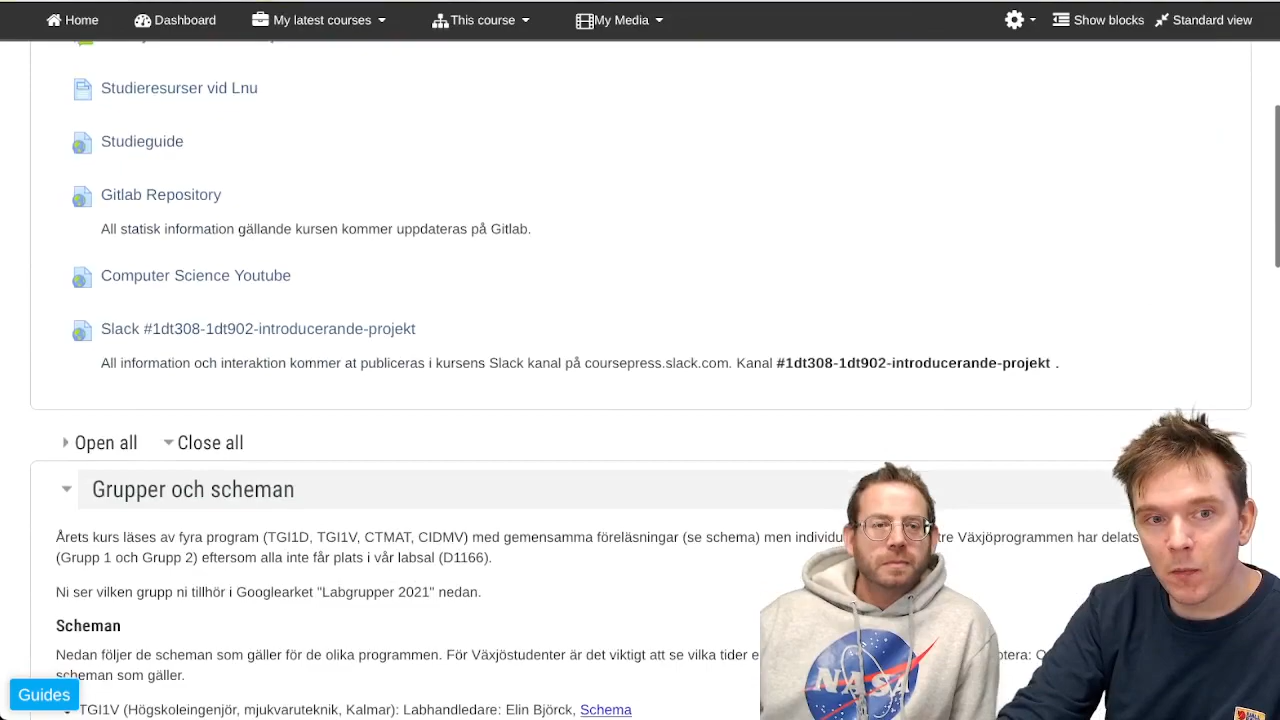 Home Dashboard My latest courses This course My Media Show blocks Standard view
Studieresurser vid Lnu
Studieguide
Gitlab Repository
All statisk information gällande kursen kommer uppdateras på Gitlab.
Computer Science Youtube
Slack #1dt308-1dt902-introducerande-projekt
All information och interaktion kommer at publiceras i kursens Slack kanal på coursepress.slack.com. Kanal #1dt308-1dt902-introducerande-projekt .
Open all Close all
Grupper och scheman
Årets kurs läses av fyra program (TGI1D, TGI1V, CTMAT, CIDMV) med gemensamma föreläsningar (se schema) men Växjöprogrammen har delats
(Grupp 1 och Grupp 2) eftersom alla inte får plats i vår labsal (D1166).
Ni ser vilken grupp ni tillhör i Googlearket "Labgrupper 2021" nedan.
Scheman
Nedan följer de scheman som gäller för de olika programmen. För Växjöstudenter är det viktigt att se vilka tider
scheman som gäller.
NASA
Guides
TGI1V (Högskoleingenjör, mjukvaruteknik, Kalmar): Labhandledare: Elin Björck, Schema